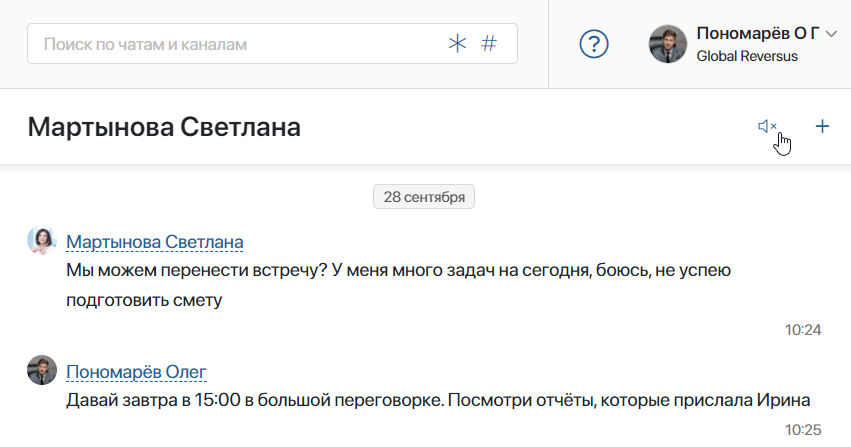 Поиск по чатам и каналам * #
? Пономарёв О Г
Global Reversus
Мартынова Светлана
28 сентября
Мартынова Светлана
Мы можем перенести встречу? У меня много задач на сегодня, боюсь, не успею
подготовить смету
10:24
Пономарёв Олег
Давай завтра в 15:00 в большой переговорке. Посмотри отчёты, которые прислала Ирина
10:25